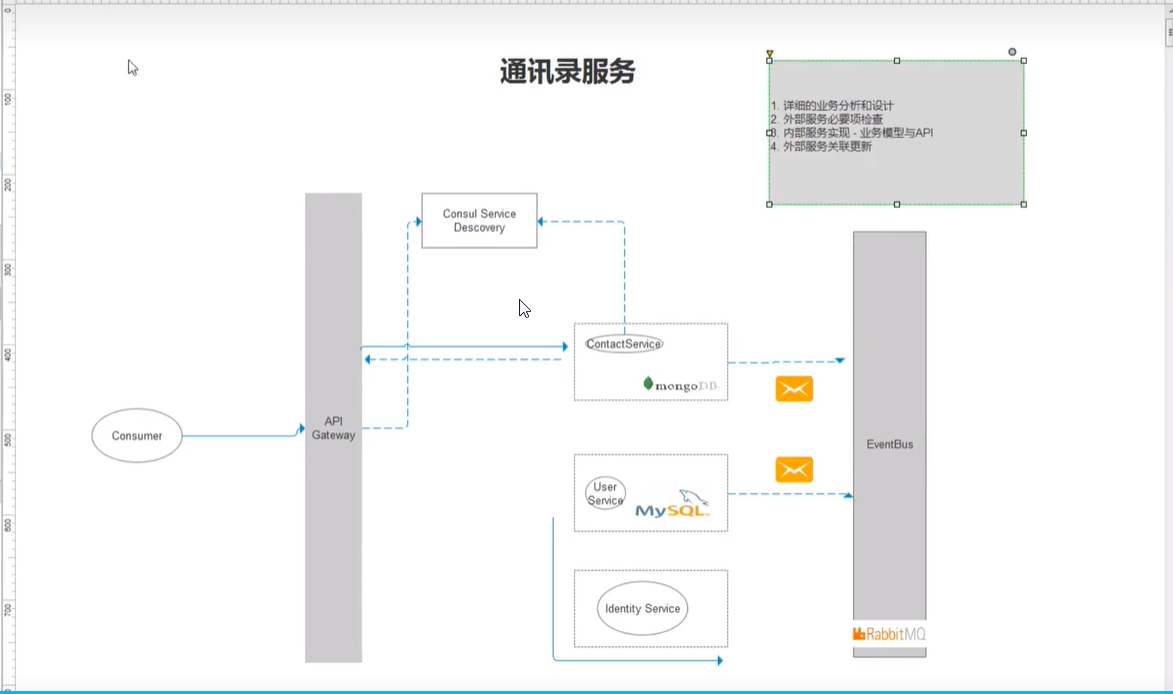 通讯录服务
1. 详细的业务分析和设计
2. 外部服务必要项检查
3. 内部服务实现 - 业务模型与API
4. 外部服务关联更新
Consul Service
Descovery
ContactService
mongoDB.
API
Gateway
Consumer
EventBus
User
Service
MySQL
Identity Service
RabbitMQ
0
100
200
300
400
500
600
700